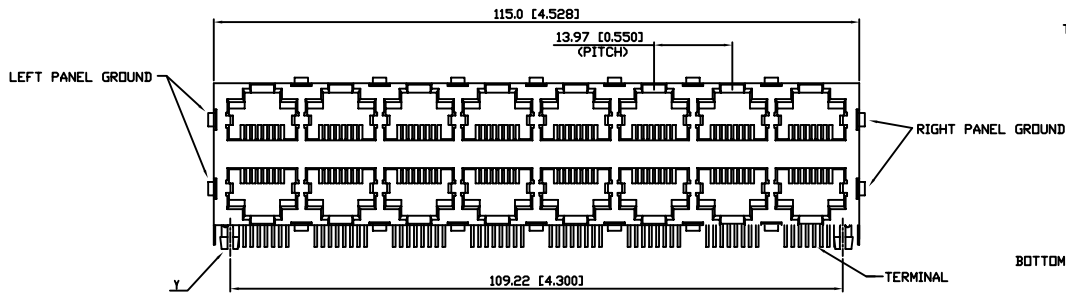 115.0 [4.528]
13.97 [0.550]
(PITCH)
LEFT PANEL GROUND
RIGHT PANEL GROUND
BOTTOM
TERMINAL
109.22 [4.300]
Y